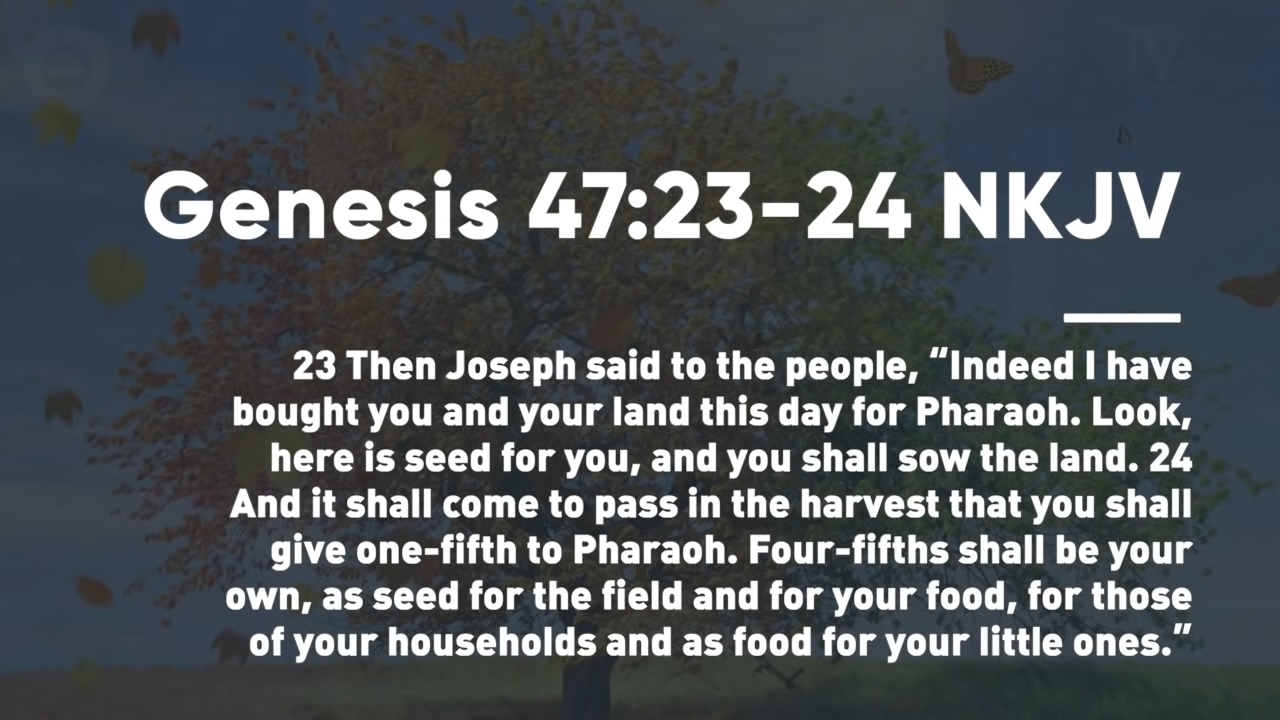 Genesis 47:23-24 NKJV
23 Then Joseph said to the people, “Indeed I have
bought you and your land this day for Pharaoh. Look,
here is seed for you, and you shall sow the land. 24
And it shall come to pass in the harvest that you shall
give one-fifth to Pharaoh. Four-fifths shall be your
own, as seed for the field and for your food, for those
of your households and as food for your little ones.”